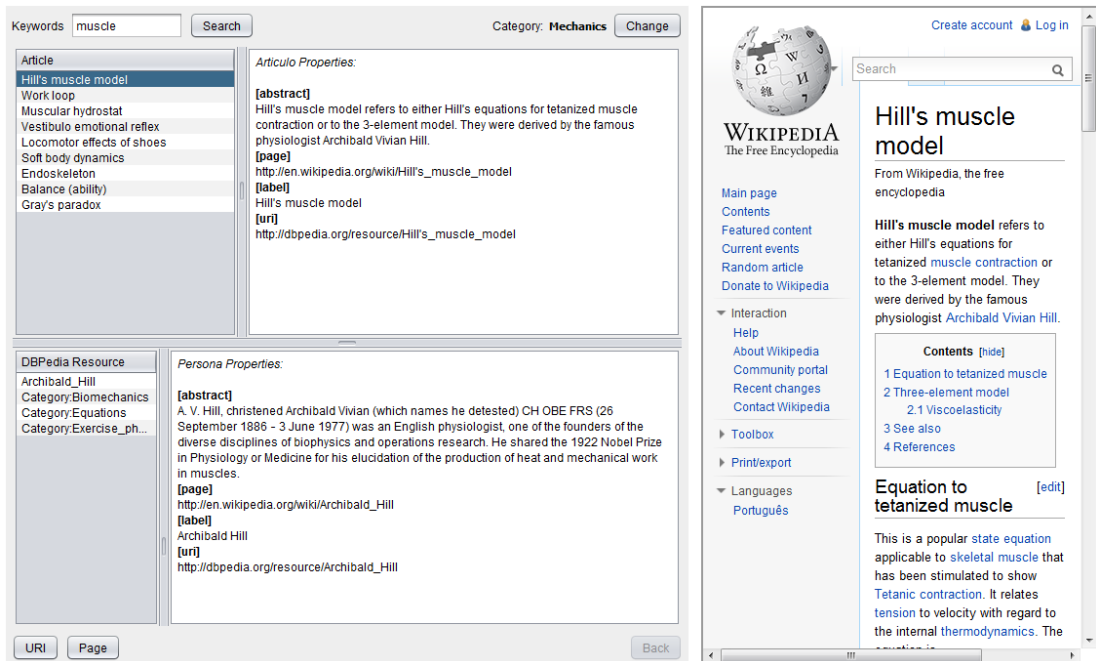 Keywords muscle Search Category: Mechanics Change
Article
Hill's muscle model
Work loop
Muscular hydrostat
Vestibulo emotional reflex
Locomotor effects of shoes
Soft body dynamics
Endoskeleton
Balance (ability)
Gray's paradox
Articulo Properties:
[abstract]
Hill's muscle model refers to either Hill's equations for tetanized muscle
contraction or to the 3-element model. They were derived by the famous
physiologist Archibald Vivian Hill.
[page]
http://en.wikipedia.org/wiki/Hill's_muscle_model
[label]
Hill's muscle model
[uri]
http://dbpedia.org/resource/Hill's_muscle_model
DBPedia Resource
Archibald_Hill
Category:Biomechanics
Category:Equations
Category:Exercise_ph...
Persona Properties:
[abstract]
A. V. Hill, christened Archibald Vivian (which names he detested) CH OBE FRS (26
September 1886 - 3 June 1977) was an English physiologist, one of the founders of the
diverse disciplines of biophysics and operations research. He shared the 1922 Nobel Prize
in Physiology or Medicine for his elucidation of the production of heat and mechanical work
in muscles.
[page]
http://en.wikipedia.org/wiki/Archibald_Hill
[label]
Archibald Hill
[uri]
http://dbpedia.org/resource/Archibald_Hill
URI Page Back
Create account Log in
Search
WIKIPEDIA
The Free Encyclopedia
Main page
Contents
Featured content
Current events
Random article
Donate to Wikipedia
Interaction
Help
About Wikipedia
Community portal
Recent changes
Contact Wikipedia
Toolbox
Print/export
Languages
Português
Hill's muscle
model
From Wikipedia, the free
encyclopedia
Hill's muscle model refers to
either Hill's equations for
tetanized muscle contraction or
to the 3-element model. They
were derived by the famous
physiologist Archibald Vivian Hill.
Contents [hide]
1 Equation to tetanized muscle
2 Three-element model
2.1 Viscoelasticity
3 See also
4 References
Equation to [edit]
tetanized muscle
This is a popular state equation
applicable to skeletal muscle that
has been stimulated to show
Tetanic contraction. It relates
tension to velocity with regard to
the internal thermodynamics. The